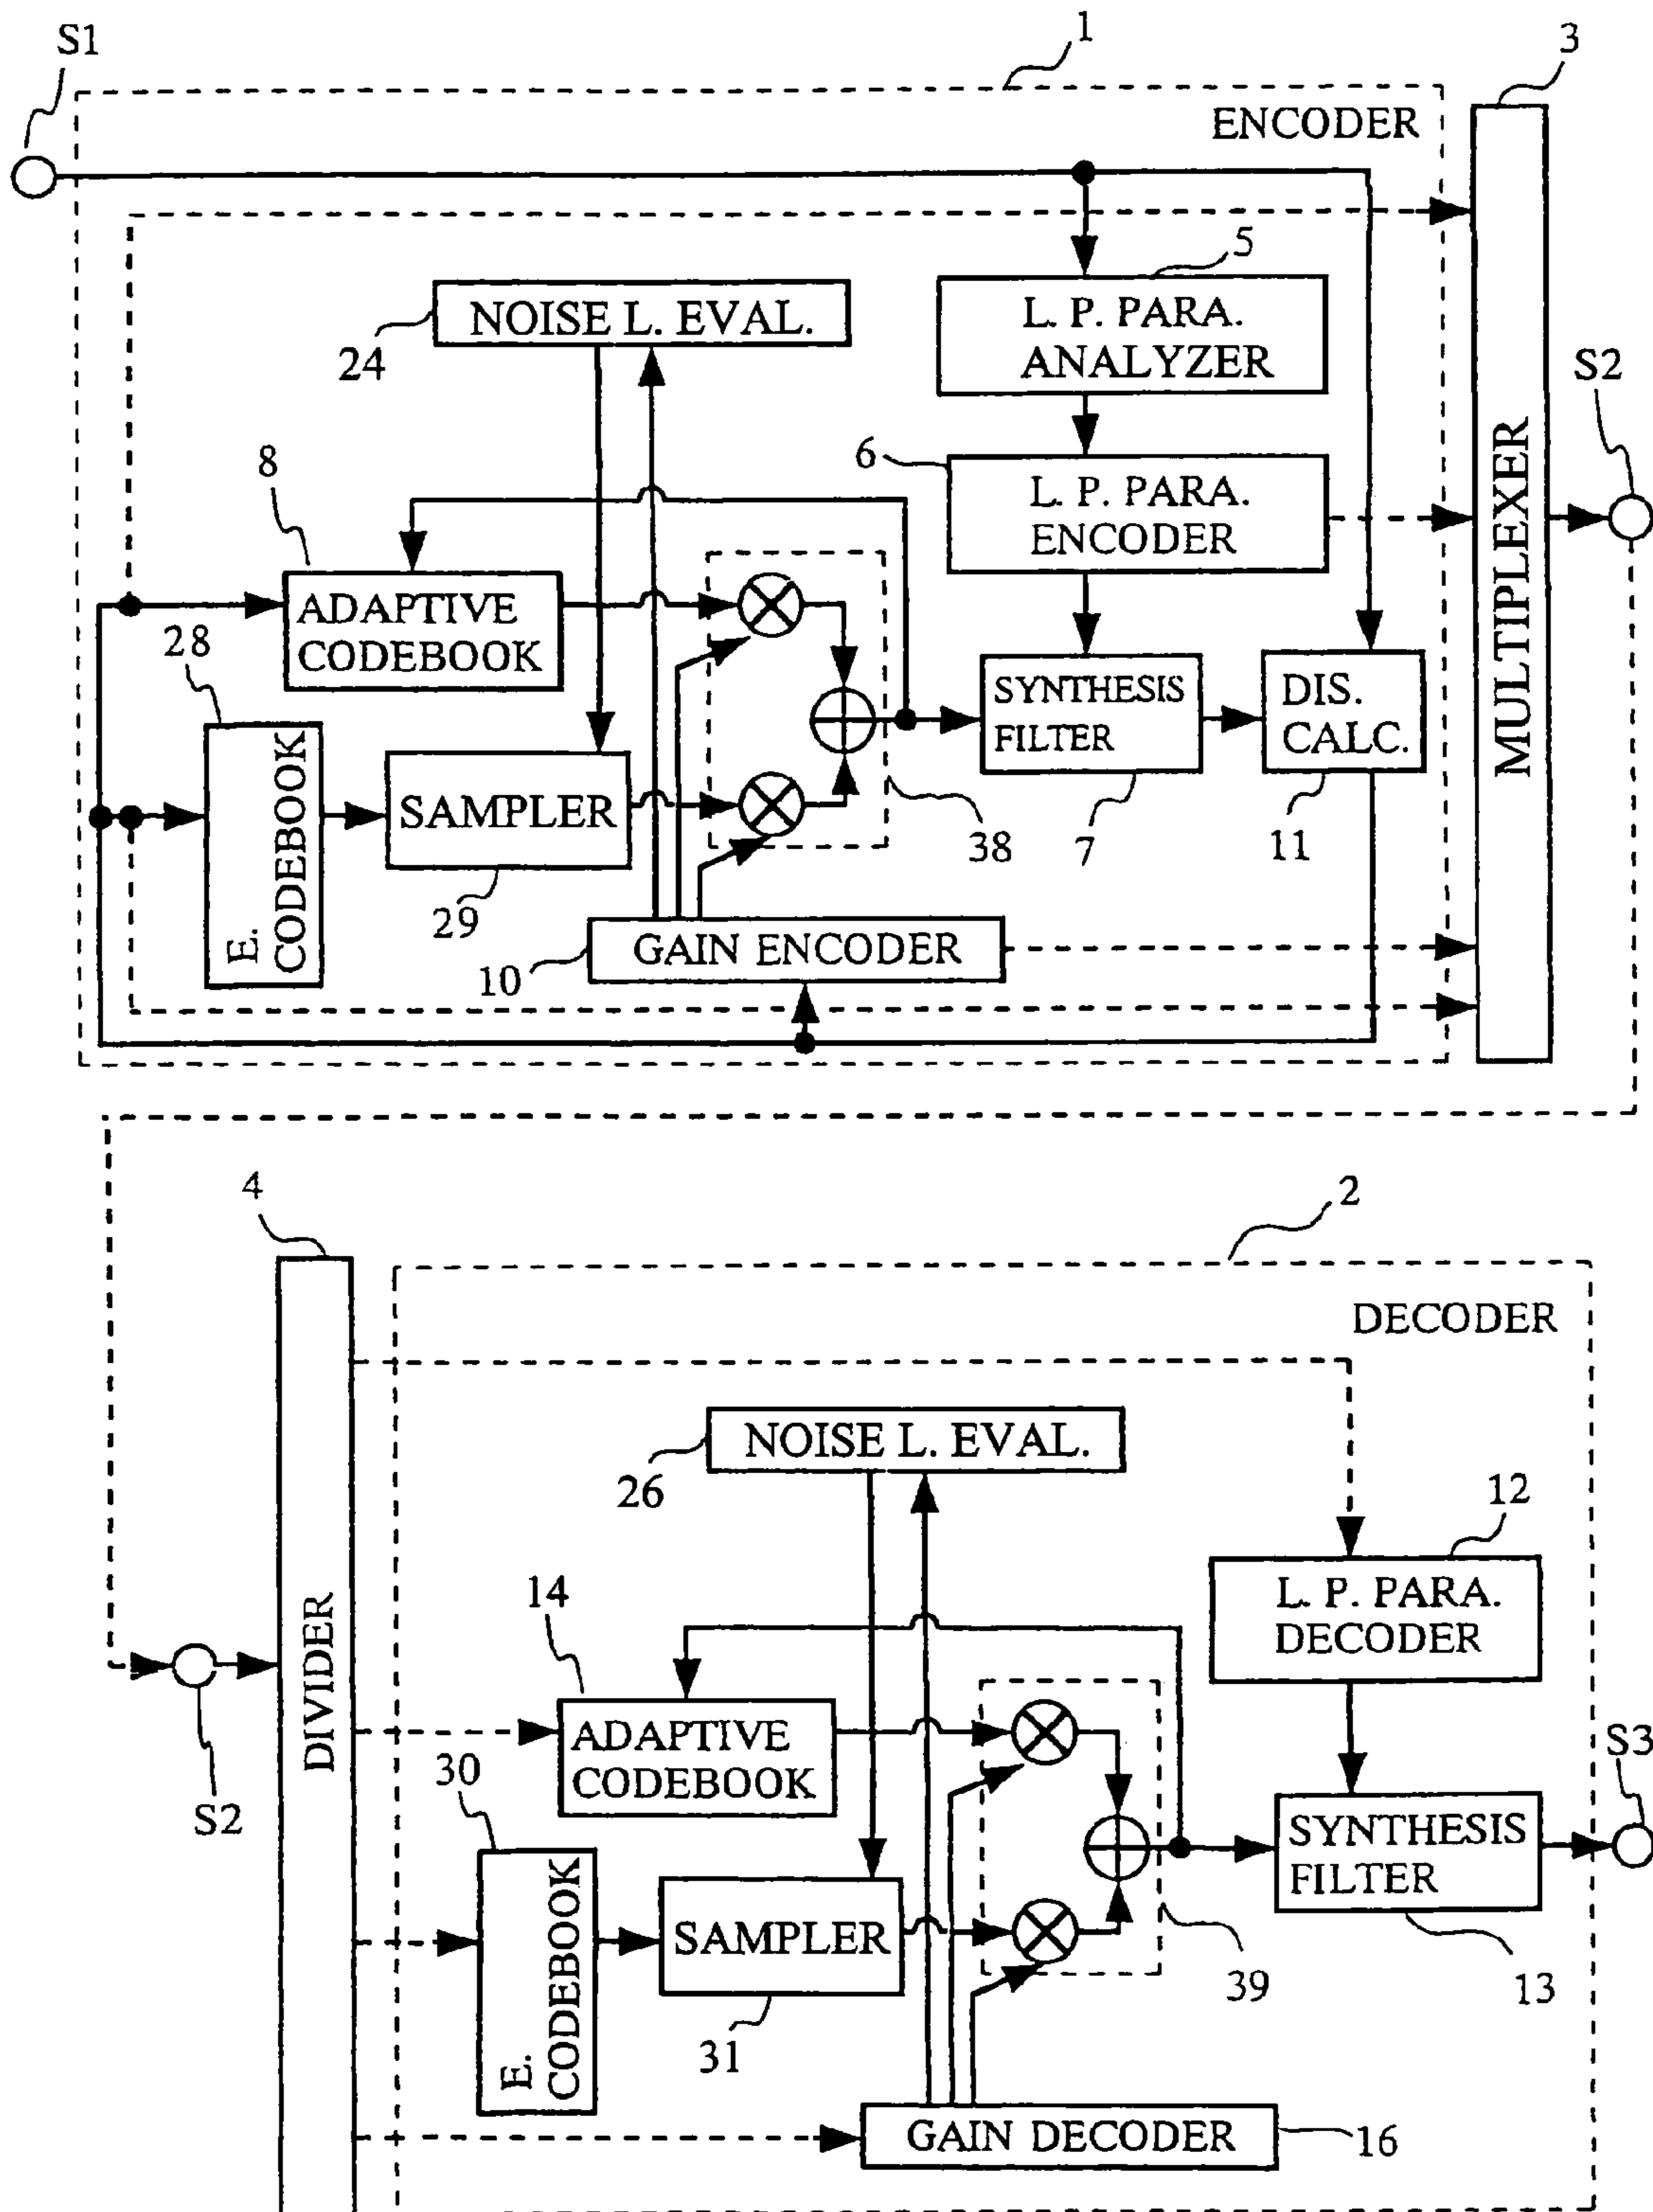 S1
1
3
ENCODER
5
L. P. PARA.
ANALYZER
NOISE L. EVAL.
24
S2
8
6
L. P. PARA.
ENCODER
MULTIPLEXER
ADAPTIVE
CODEBOOK
28
SYNTHESIS
FILTER
DIS.
CALC.
E.
CODEBOOK
SAMPLER
38
7
11
29
GAIN ENCODER
10
4
2
DECODER
NOISE L. EVAL.
26
12
L. P. PARA.
DECODER
14
DIVIDER
ADAPTIVE
CODEBOOK
S3
30
S2
SYNTHESIS
FILTER
E.
CODEBOOK
SAMPLER
39
13
31
GAIN DECODER
16